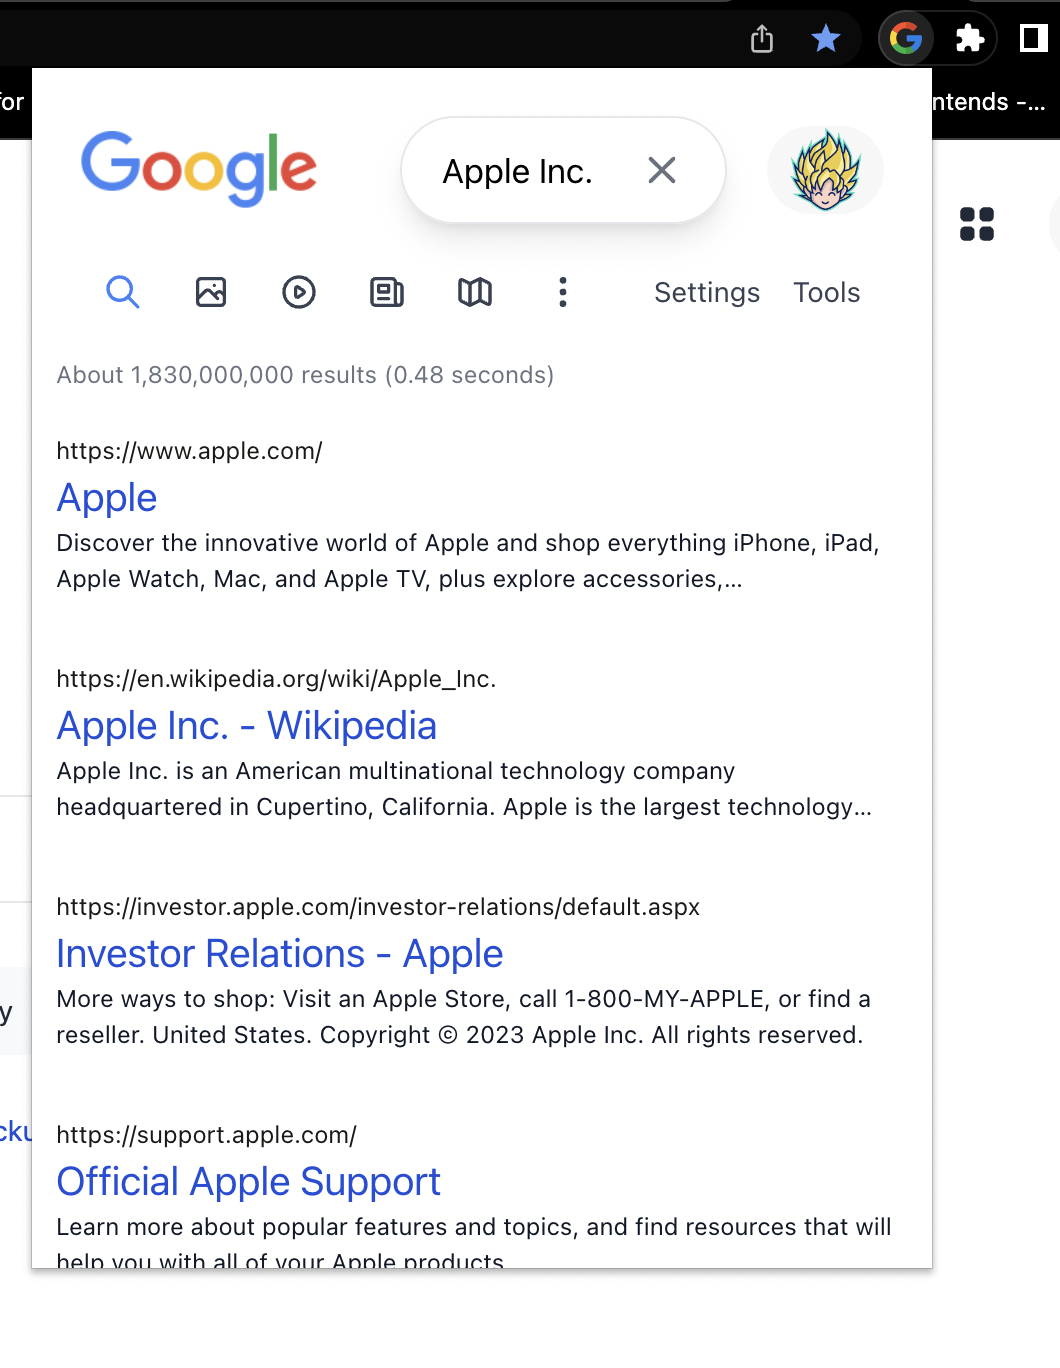 for
ntends -...
Google
Apple Inc.
Settings Tools
About 1,830,000,000 results (0.48 seconds)
https://www.apple.com/
Apple
Discover the innovative world of Apple and shop everything iPhone, iPad,
Apple Watch, Mac, and Apple TV, plus explore accessories,...
https://en.wikipedia.org/wiki/Apple_Inc.
Apple Inc. - Wikipedia
Apple Inc. is an American multinational technology company
headquartered in Cupertino, California. Apple is the largest technology...
https://investor.apple.com/investor-relations/default.aspx
Investor Relations - Apple
More ways to shop: Visit an Apple Store, call 1-800-MY-APPLE, or find a
reseller. United States. Copyright © 2023 Apple Inc. All rights reserved.
y
cku
https://support.apple.com/
Official Apple Support
Learn more about popular features and topics, and find resources that will
help you with all of your Apple products